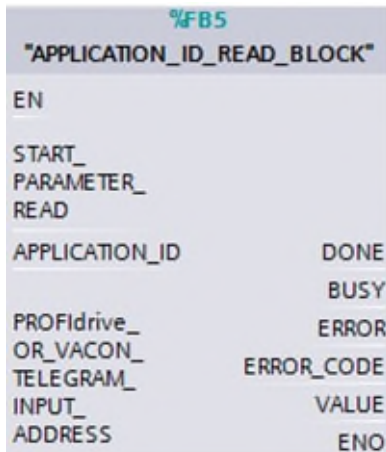 %FB5
"APPLICATION_ID_READ_BLOCK"
EN
START_
PARAMETER_
READ
APPLICATION_ID DONE
BUSY
PROFIdrive_ ERROR
OR_VACON_
TELEGRAM_ ERROR_CODE
INPUT_ VALUE
ADDRESS ENO